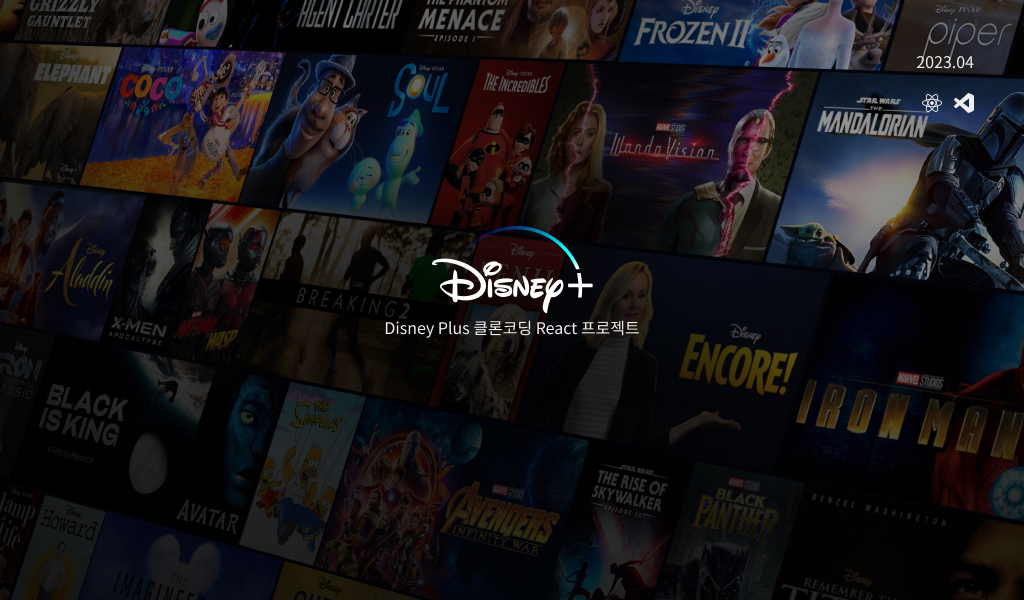 GRIZZLY
GAUNTLET
AGENT CARTER
THE PHANTOM
MENACE
EPISODE I
Disney
FROZEN II
Disney · PIXAR
piper
2023.04
ELEPHANT
Disney · PIXAR
COCO
Disney · PIXAR
SOUL
Disney · PIXAR
THE INCREDIBLES
MARVEL STUDIOS
WandaVision
STAR WARS
THE
MANDALORIAN
Disney
Aladdin
X-MEN
APOCALYPSE
ANT-MAN
WASP
BREAKING2
Disney
Disney+
Disney Plus 클론코딩 React 프로젝트
Disney
ENCORE!
MARVEL STUDIOS
IRON MAN
BLACK
IS KING
A Film by Beyoncé
AVATAR
THE
SIMPSONS
MARVEL STUDIOS
AVENGERS
INFINITY WAR
STAR WARS
THE RISE OF
SKYWALKER
EPISODE IX
MARVEL STUDIOS
BLACK
PANTHER
DENZEL WASHINGTON
Disney
REMEMBER THE
Disney
Howard
THE
IMAGINEERING
Disney